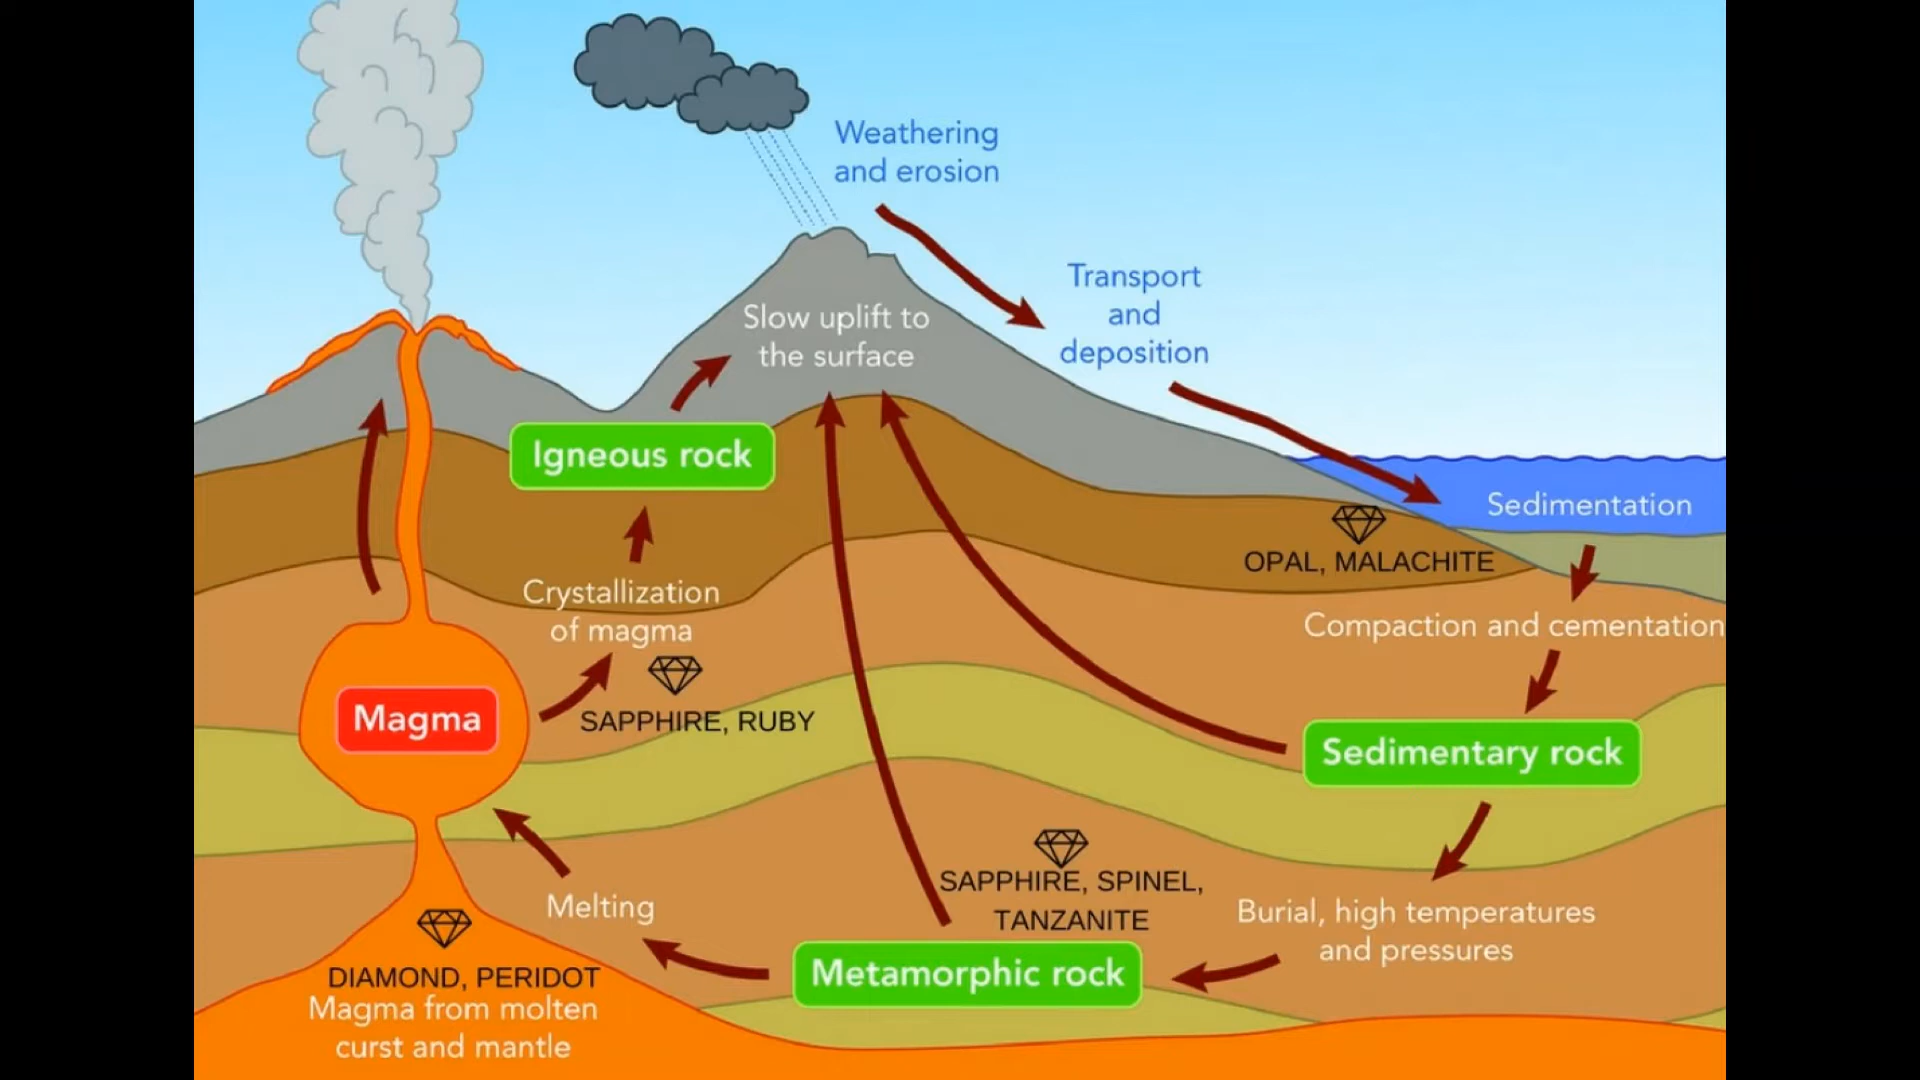 Weathering
and erosion
Transport
and
deposition
Slow uplift to
the surface
Igneous rock
Sedimentation
OPAL, MALACHITE
Crystallization
of magma
Compaction and cementation
SAPPHIRE, RUBY
Magma
Sedimentary rock
SAPPHIRE, SPINEL,
TANZANITE
Melting
Burial, high temperatures
and pressures
Metamorphic rock
DIAMOND, PERIDOT
Magma from molten
curst and mantle